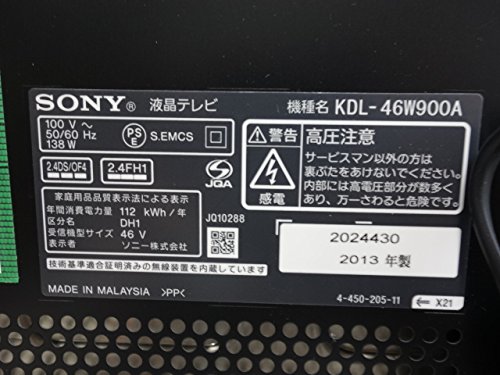 SONY® 液晶テレビ 機種名 KDL-46W900A
100 V～
50/60 Hz
138 W
PS E S.EMCS
2.4DS/OF4 2.4FH1
JQA
家庭用品品質表示法による表示
年間消費電力量 112 kWh/年
区分名 DH1
受信機型サイズ 46 V
表示者 ソニー株式会社
JQ10288
技術基準適合証明済みの無線装置を内蔵しています
MADE IN MALAYSIA >PP<
警告 高圧注意
感電
サービスマン以外の方は
裏ぶたをあけないでください。
内部には高電圧部分が数多く
あり、万一さわると危険です。
2024430
2013 年製
4-450-205-11 X21